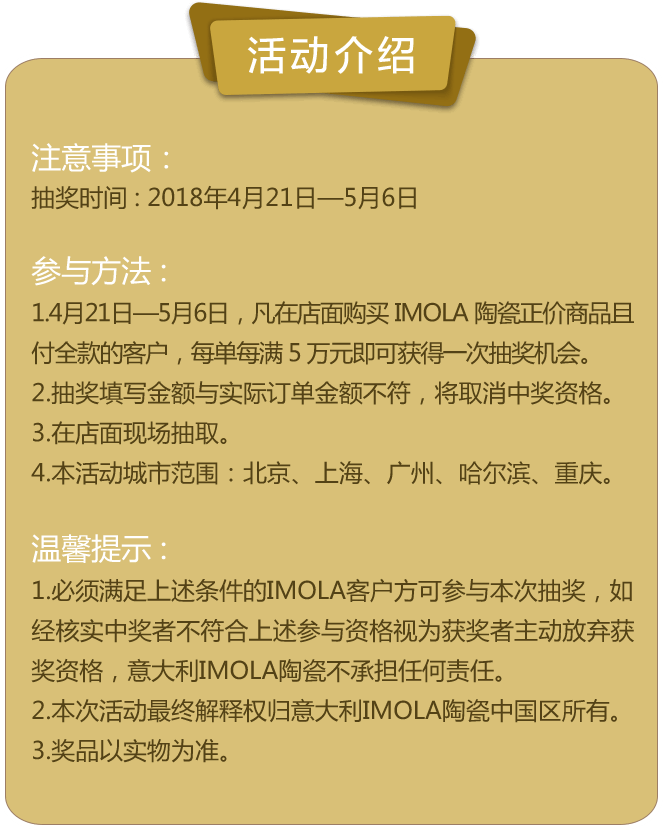 活动介绍
注意事项：
抽奖时间：2018年4月21日—5月6日
参与方法：
1.4月21日—5月6日，凡在店面购买 IMOLA 陶瓷正价商品且
付全款的客户，每单每满 5 万元即可获得一次抽奖机会。
2.抽奖填写金额与实际订单金额不符，将取消中奖资格。
3.在店面现场抽取。
4.本活动城市范围：北京、上海、广州、哈尔滨、重庆。
温馨提示：
1.必须满足上述条件的IMOLA客户方可参与本次抽奖，如
经核实中奖者不符合上述参与资格视为获奖者主动放弃获
奖资格，意大利IMOLA陶瓷不承担任何责任。
2.本次活动最终解释权归意大利IMOLA陶瓷中国区所有。
3.奖品以实物为准。